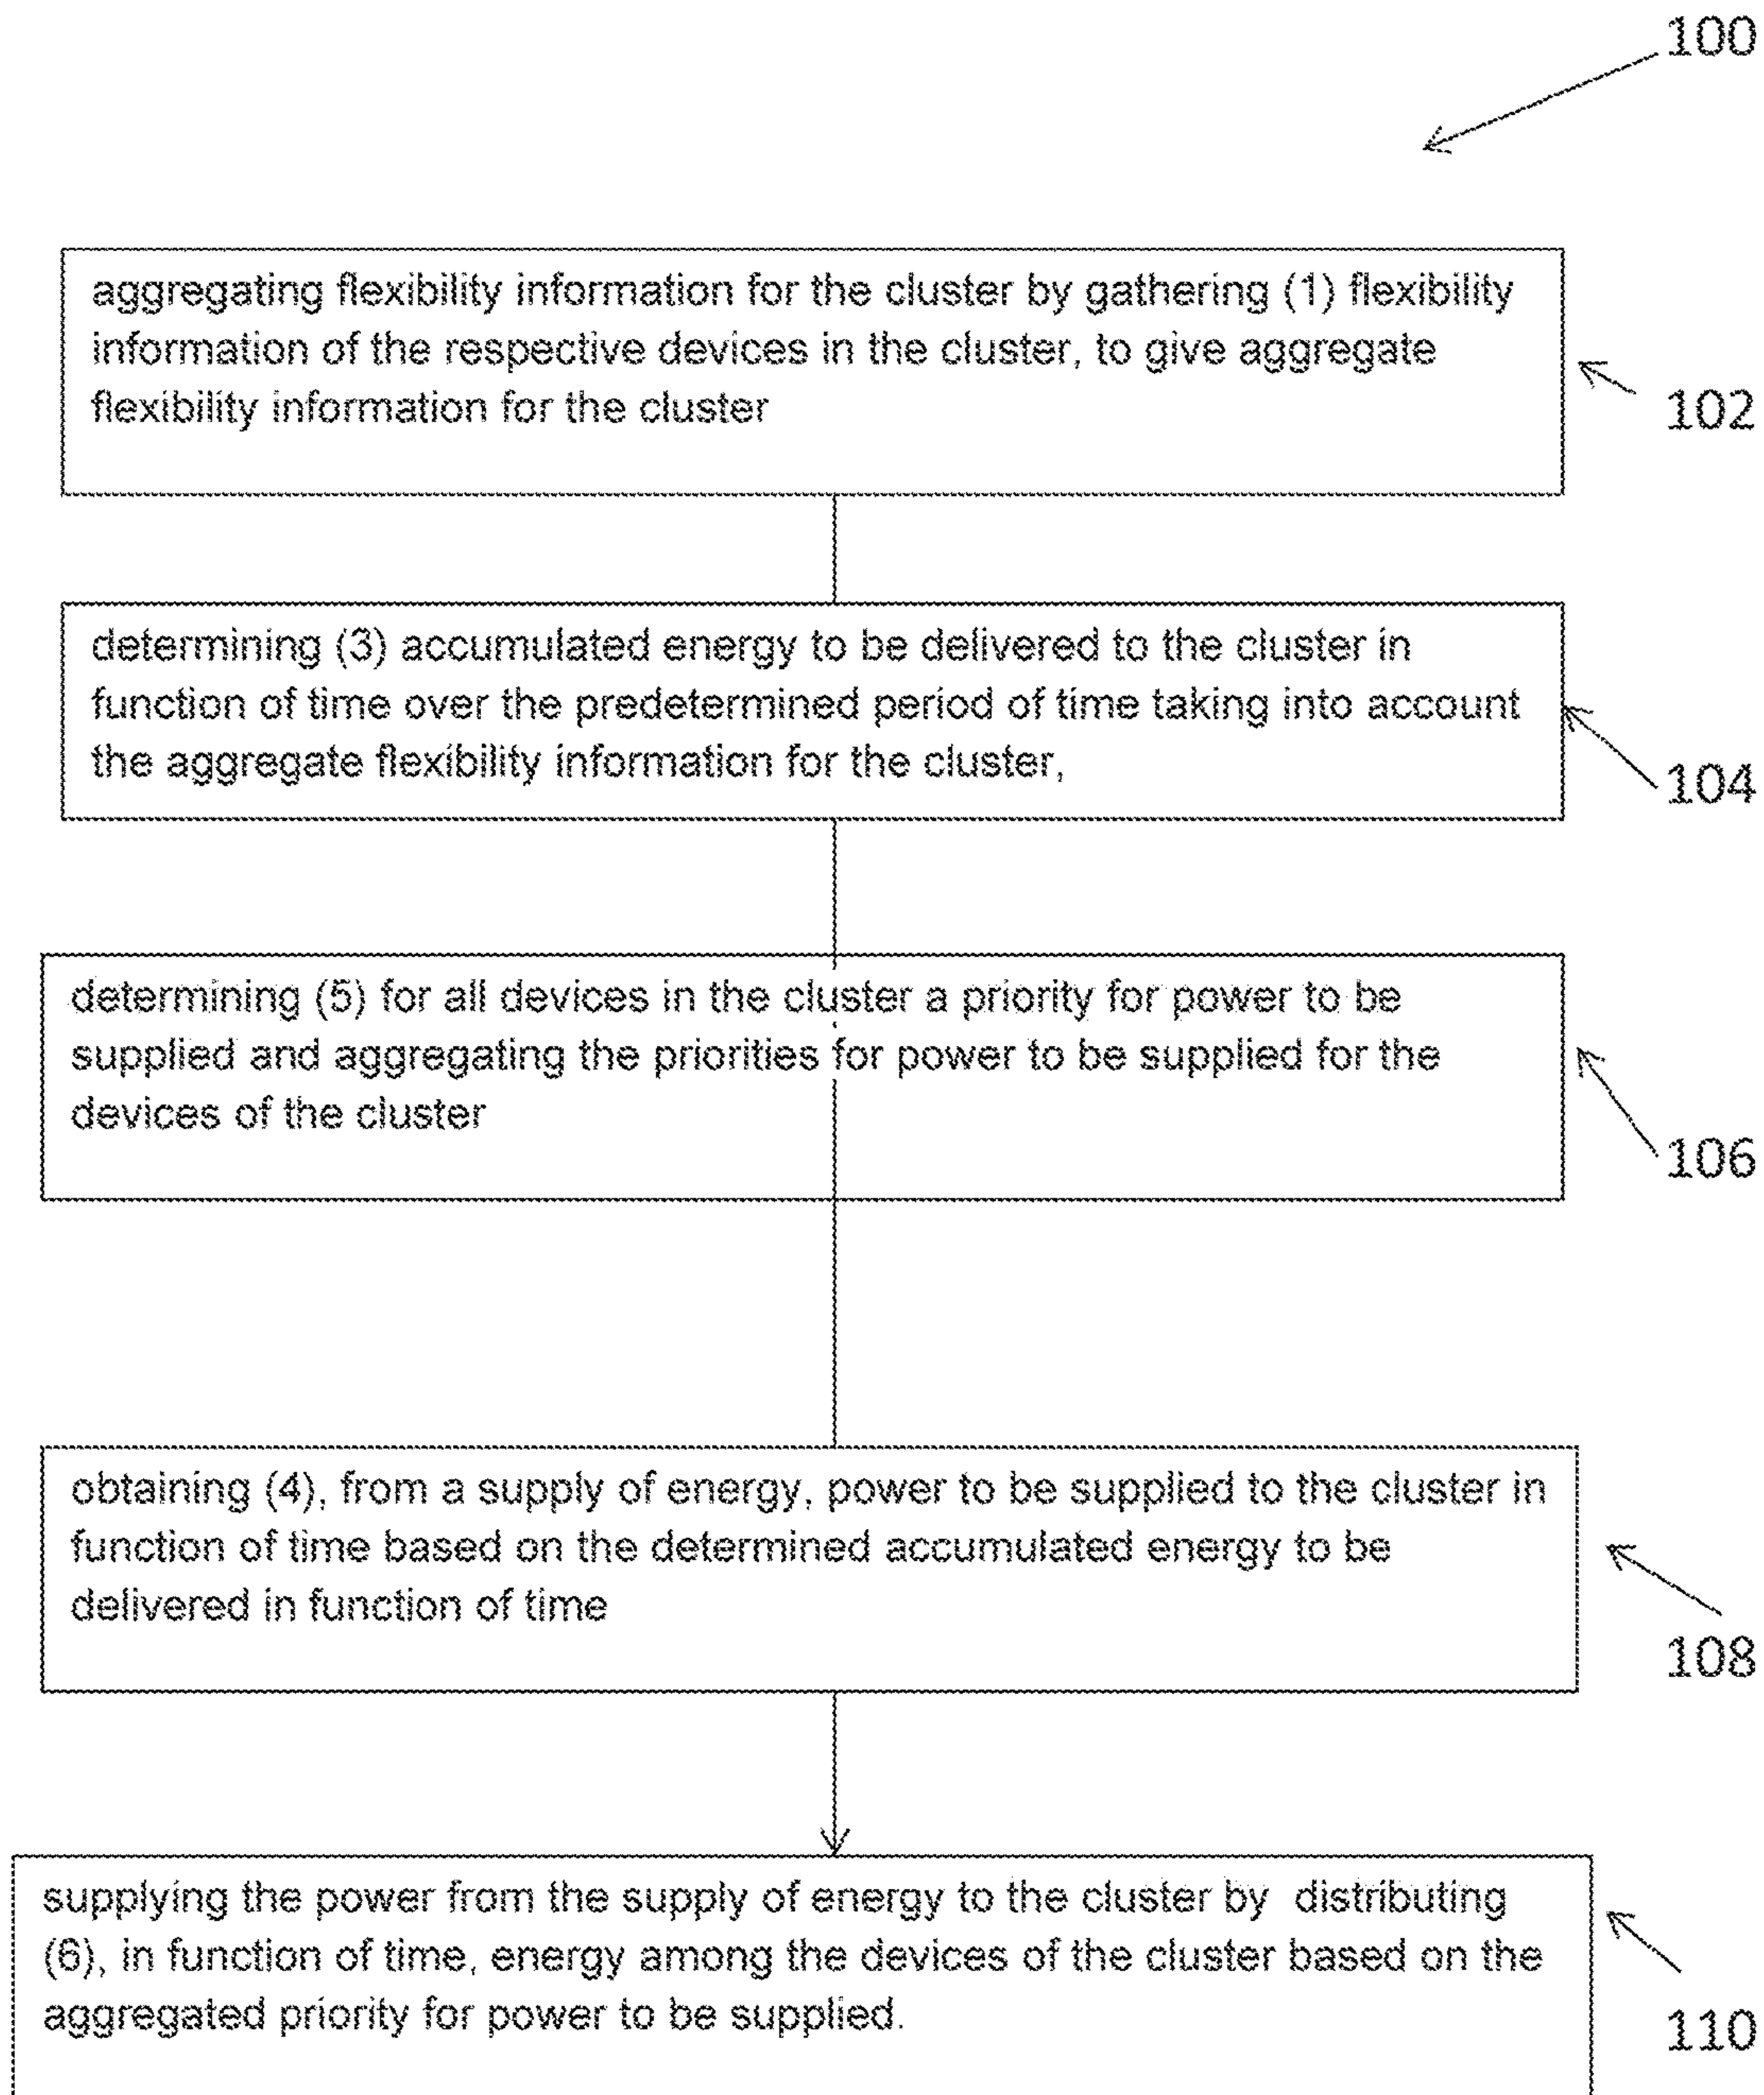 100
aggregating flexibility information for the cluster by gathering (1) flexibility
information of the respective devices in the cluster, to give aggregate
flexibility information for the cluster
102
determining (3) accumulated energy to be delivered to the cluster in
function of time over the predetermined period of time taking into account
the aggregate flexibility information for the cluster,
104
determining (5) for all devices in the cluster a priority for power to be
supplied and aggregating the priorities for power to be supplied for the
devices of the cluster
106
obtaining (4), from a supply of energy, power to be supplied to the cluster in
function of time based on the determined accumulated energy to be
delivered in function of time
108
supplying the power from the supply of energy to the cluster by distributing
(6), in function of time, energy among the devices of the cluster based on the
aggregated priority for power to be supplied.
110